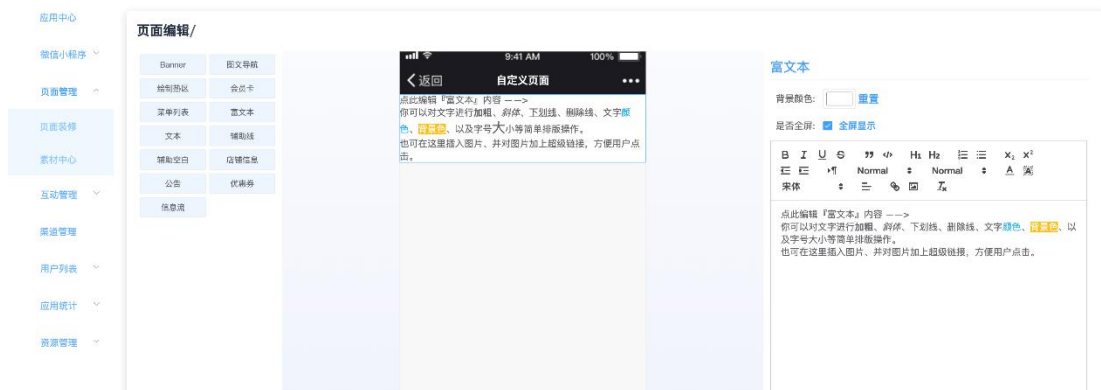 应用中心
微信小程序
页面管理
页面装修
素材中心
互动管理
渠道管理
用户列表
应用统计
资源管理
页面编辑/
Banner 图文导航
绘制热区 会员卡
菜单列表 富文本
文本 辅助线
辅助空白 店铺信息
公告 优惠券
信息流
9:41 AM 100%
返回 自定义页面
点此编辑『富文本』内容 ——>
你可以对文字进行加粗、斜体、下划线、删除线、文字颜
色、背景色、以及字号大小等简单排版操作。
也可在这里插入图片、并对图片加上超级链接，方便用户点
击。
富文本
背景颜色: 重置
是否全屏: 全屏显示
B I U S H₁ H₂ X₂ X²
Normal Normal A
宋体
点此编辑『富文本』内容 ——>
你可以对文字进行加粗、斜体、下划线、删除线、文字颜色、背景色、以
及字号大小等简单排版操作。
也可在这里插入图片、并对图片加上超级链接，方便用户点击。